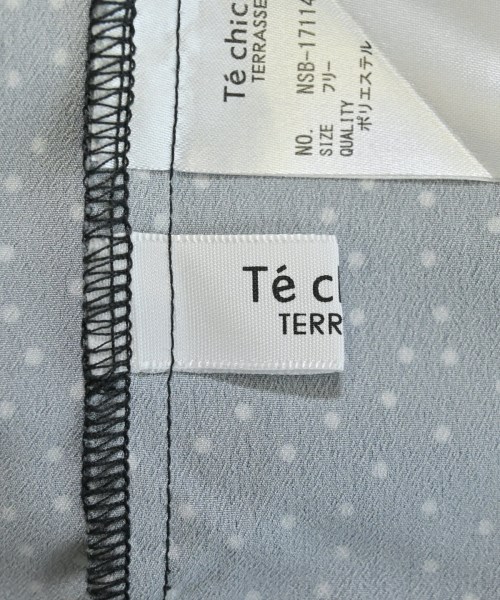 Té chic
TERRASSE
NO. NSB-17114
SIZE フリー
QUALITY
ポリエステル
Té c
TERR